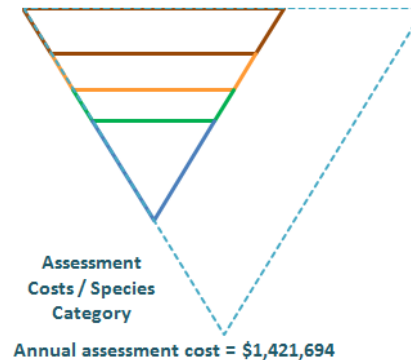 Assessment
Costs / Species
Category
Annual assessment cost = $1,421,694